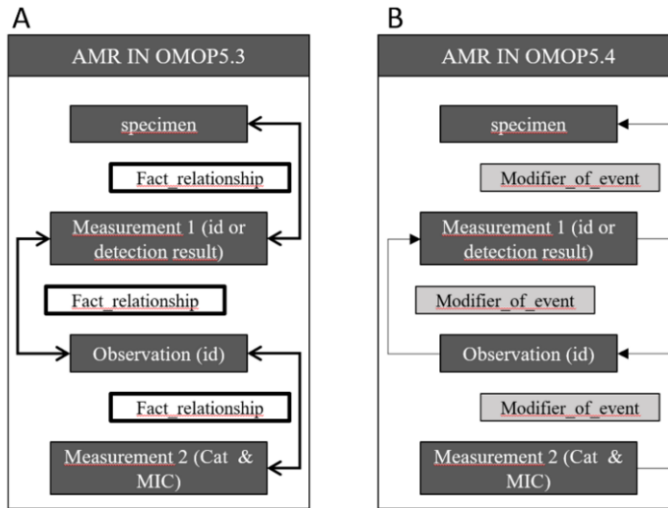 A
AMR IN OMOP5.3
specimen
Fact_relationship
Measurement 1 (id or
detection result)
Fact_relationship
Observation (id)
Fact_relationship
Measurement 2 (Cat &
MIC)
B
AMR IN OMOP5.4
specimen
Modifier_of_event
Measurement 1 (id or
detection result)
Modifier_of_event
Observation (id)
Modifier_of_event
Measurement 2 (Cat &
MIC)